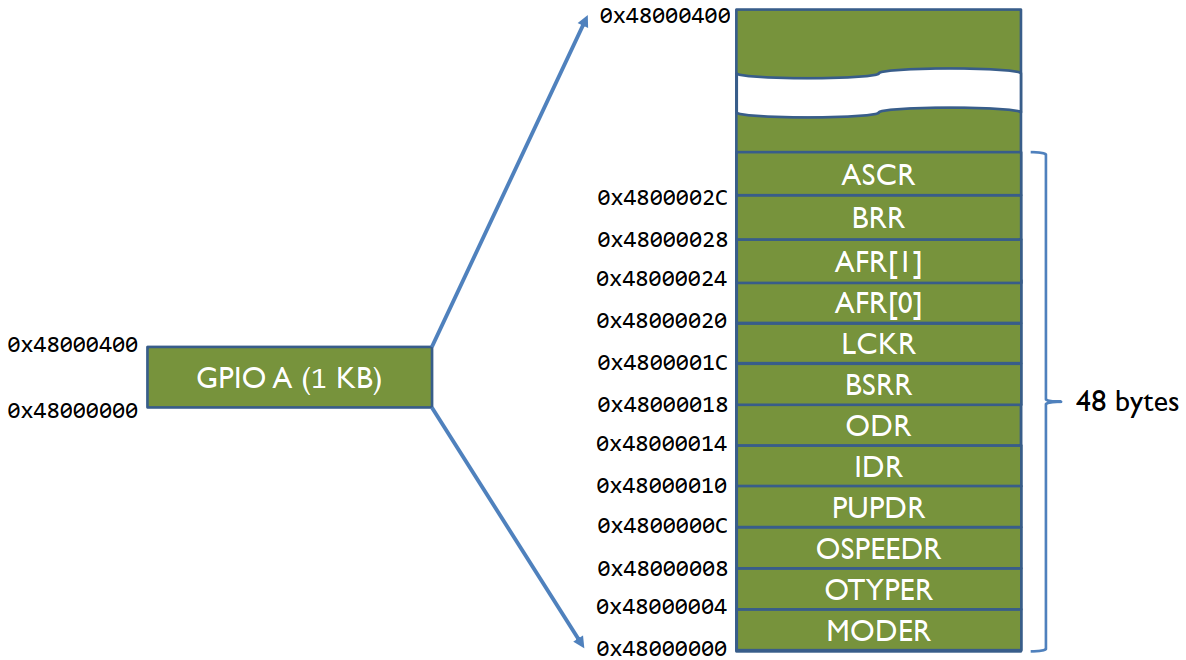 0x48000400
ASCR
0x4800002C
BRR
0x48000028
AFR[1]
0x48000024
AFR[0]
0x48000020
LCKR
0x4800001C
BSRR
0x48000018
ODR
0x48000014
IDR
0x48000010
PUPDR
0x4800000C
OSPEEDR
0x48000008
OTYPER
0x48000004
MODER
0x48000000
48 bytes
0x48000400
GPIO A (1 KB)
0x48000000